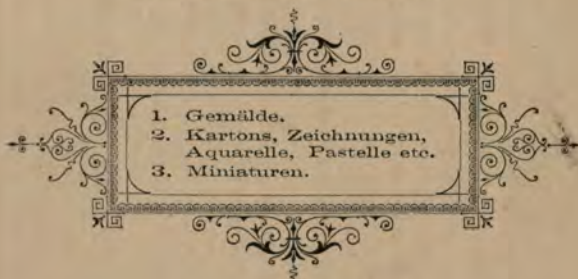 1. Gemälde.
2. Kartons, Zeichnungen,
Aquarelle, Pastelle etc.
3. Miniaturen.